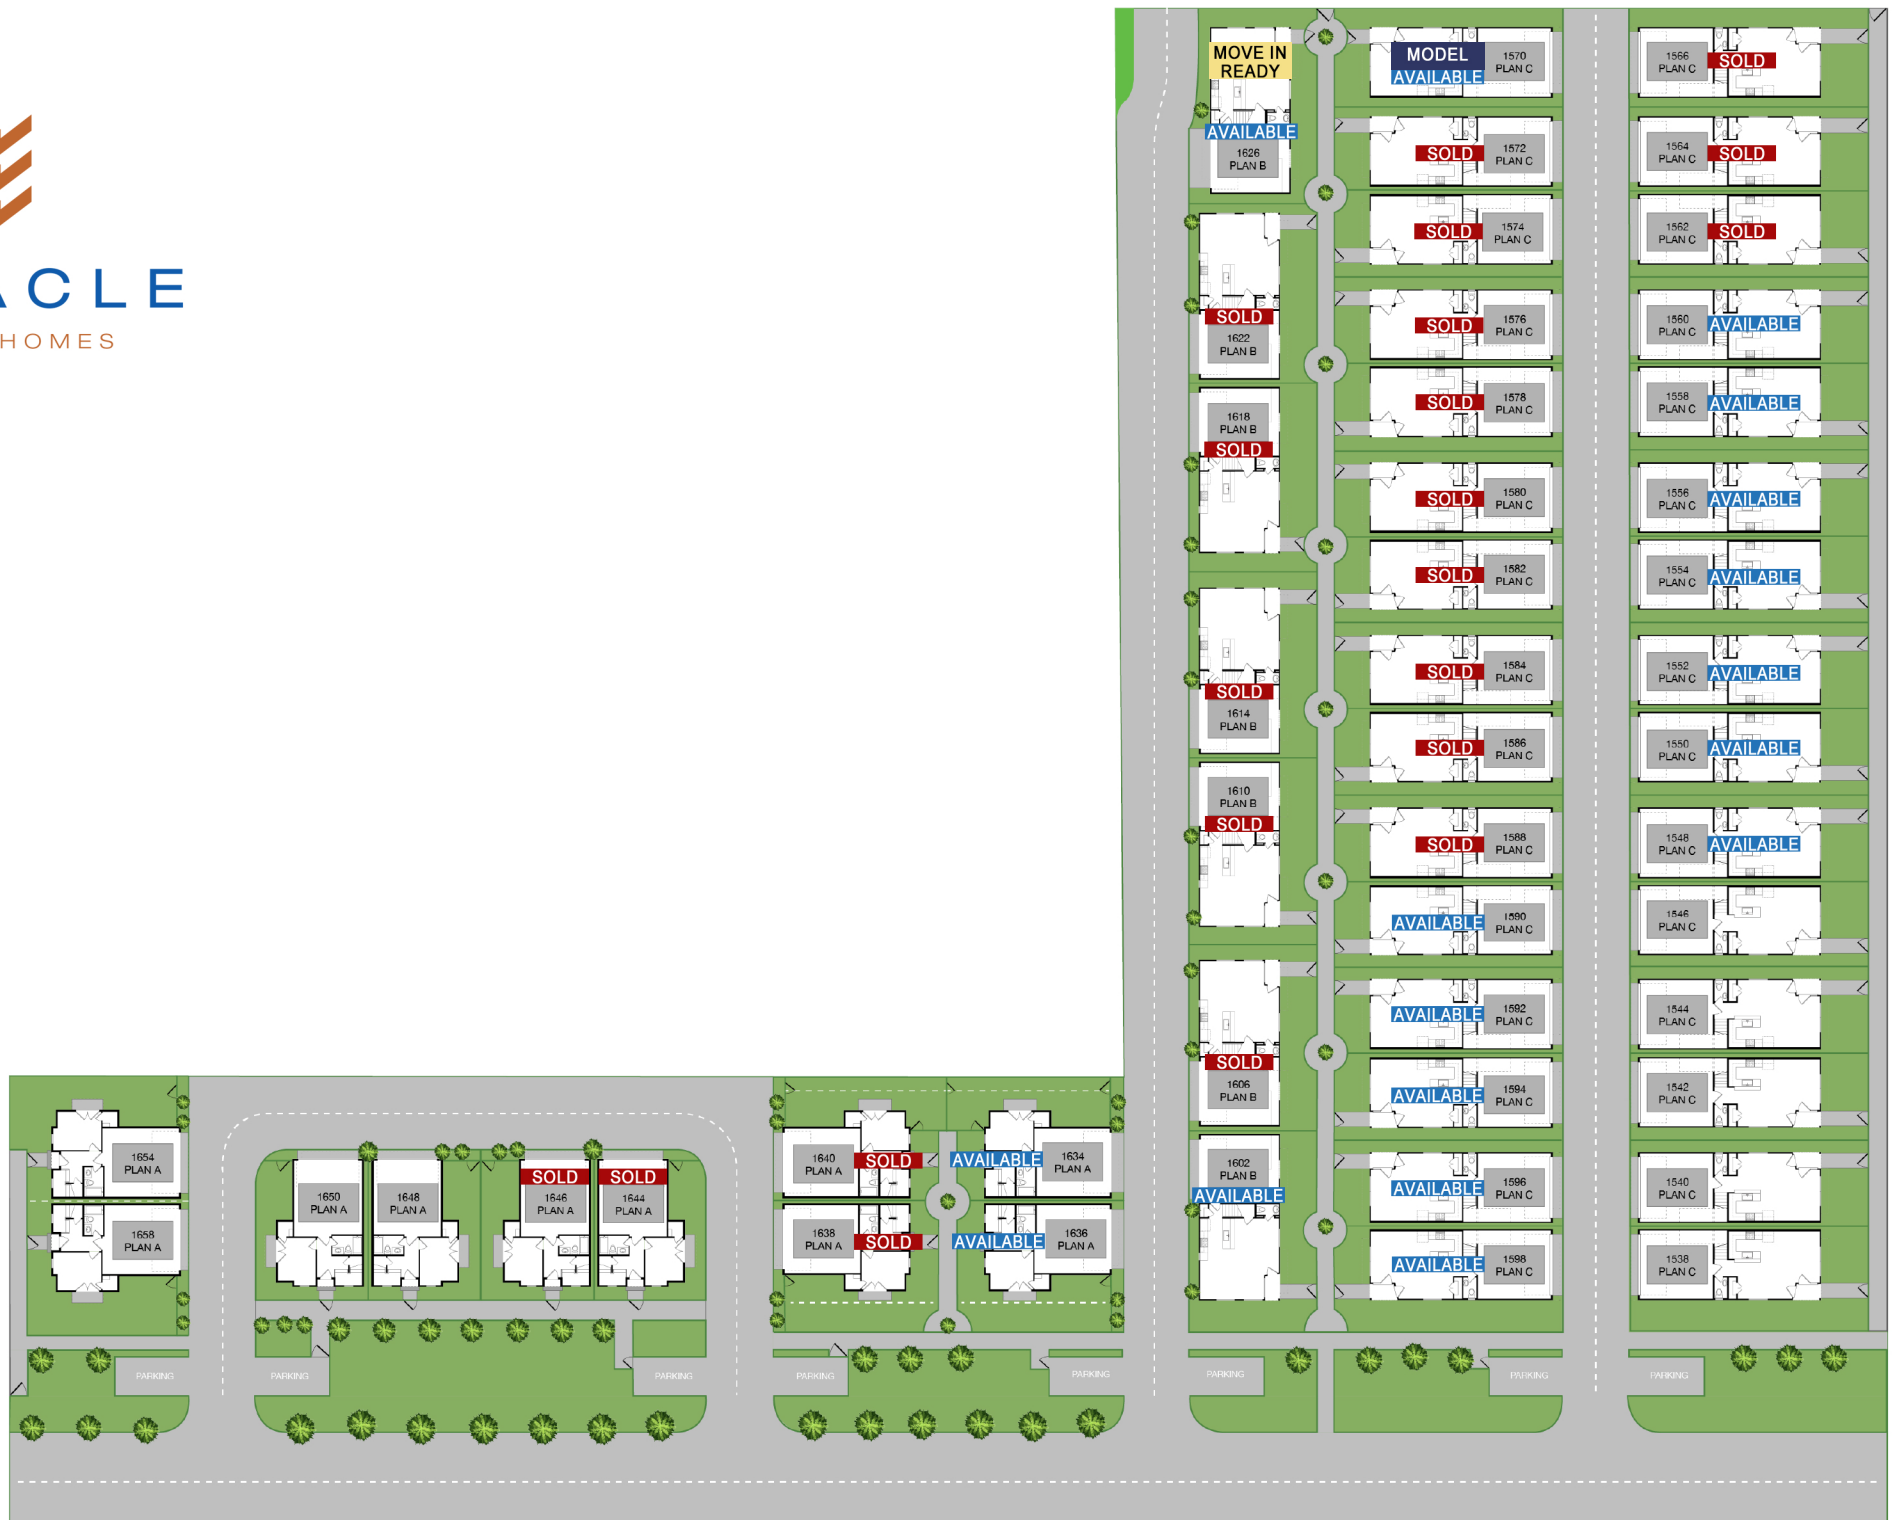 ACLE
HOMES
MOVE IN
READY
AVAILABLE
1626
PLAN B
MODEL
AVAILABLE
1570
PLAN C
1566
PLAN C
SOLD
SOLD
1572
PLAN C
1564
PLAN C
SOLD
SOLD
1574
PLAN C
1562
PLAN C
SOLD
SOLD
1622
PLAN B
SOLD
1576
PLAN C
1560
PLAN C
AVAILABLE
1618
PLAN B
SOLD
SOLD
1578
PLAN C
1558
PLAN C
AVAILABLE
SOLD
1580
PLAN C
1556
PLAN C
AVAILABLE
SOLD
1582
PLAN C
1554
PLAN C
AVAILABLE
SOLD
1614
PLAN B
SOLD
1584
PLAN C
1552
PLAN C
AVAILABLE
SOLD
1586
PLAN C
1550
PLAN C
AVAILABLE
1610
PLAN B
SOLD
SOLD
1588
PLAN C
1548
PLAN C
AVAILABLE
AVAILABLE
1590
PLAN C
1546
PLAN C
AVAILABLE
1592
PLAN C
1544
PLAN C
SOLD
1606
PLAN B
AVAILABLE
1594
PLAN C
1542
PLAN C
1602
PLAN B
AVAILABLE
AVAILABLE
1596
PLAN C
1540
PLAN C
AVAILABLE
1598
PLAN C
1538
PLAN C
1654
PLAN A
1658
PLAN A
1650
PLAN A
1648
PLAN A
SOLD
1646
PLAN A
SOLD
1644
PLAN A
1640
PLAN A
SOLD
AVAILABLE
1634
PLAN A
1638
PLAN A
SOLD
AVAILABLE
1636
PLAN A
PARKING
PARKING
PARKING
PARKING
PARKING
PARKING
PARKING
PARKING